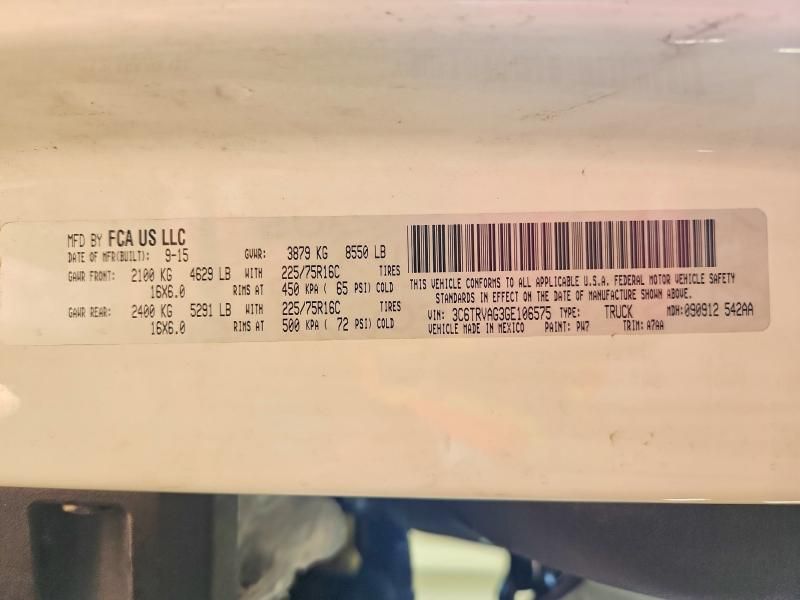 MFD BY FCA US LLC
DATE OF MFR(BUILT): 9-15 GVWR: 3879 KG 8550 LB
GAWR FRONT: 2100 KG 4629 LB WITH 225/75R16C TIRES
16X6.0 RIMS AT 450 KPA ( 65 PSI) COLD
GAWR REAR: 2400 KG 5291 LB WITH 225/75R16C TIRES
16X6.0 RIMS AT 500 KPA ( 72 PSI) COLD
THIS VEHICLE CONFORMS TO ALL APPLICABLE U.S.A. FEDERAL MOTOR VEHICLE SAFETY
STANDARDS IN EFFECT ON THE DATE OF MANUFACTURE SHOWN ABOVE.
VIN: 3C6TRVAG3GE106575 TYPE: TRUCK MDH: 090912 542AA
VEHICLE MADE IN MEXICO PAINT: PW7 TRIM: A7AA